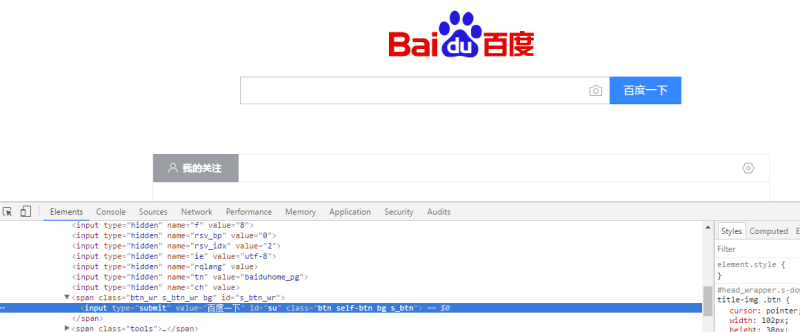 Bai du 百度
百度一下
我的关注
Elements Console Sources Network Performance Memory Application Security Audits
<input type="hidden" name="f" value="8">
<input type="hidden" name="rsv_bp" value="0">
<input type="hidden" name="rsv_idx" value="2">
<input type="hidden" name="ie" value="utf-8">
<input type="hidden" name="rqlang" value>
<input type="hidden" name="tn" value="baiduhome_pg">
<input type="hidden" name="ch" value>
▼<span class="btn_wr s_btn_wr bg" id="s_btn_wr">
… <input type="submit" value="百度一下" id="su" class="btn self-btn bg s_btn"> == $0
</span>
▶<span class="tools">…</span>
Styles Computed E
Filter
element.style {
}
#head_wrapper.s-do
title-img .btn {
cursor: pointer;
width: 102px;
height: 38px;